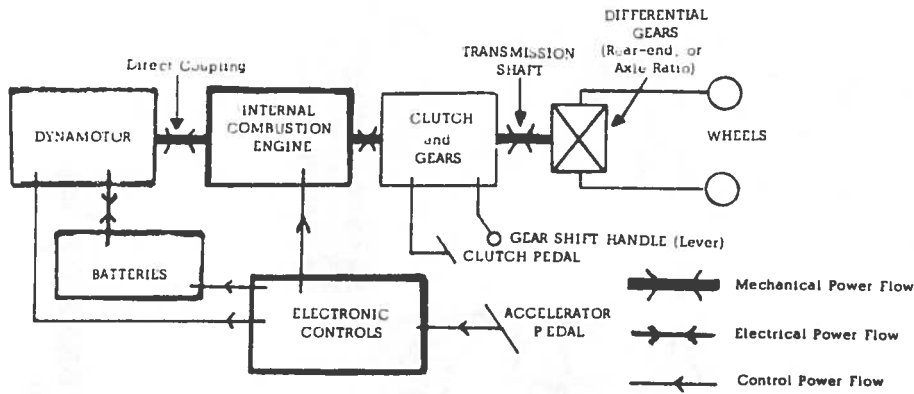 DIFFERENTIAL
GEARS
(Rear-end, or
Axle Ratio)
TRANSMISSION
SHAFT
Direct Coupling
DYNAMOTOR
INTERNAL
COMBUSTION
ENGINE
CLUTCH
and
GEARS
WHEELS
GEAR SHIFT HANDLE (Lever)
CLUTCH PEDAL
BATTERIES
ELECTRONIC
CONTROLS
ACCELERATOR
PEDAL
Mechanical Power Flow
Electrical Power Flow
Control Power Flow